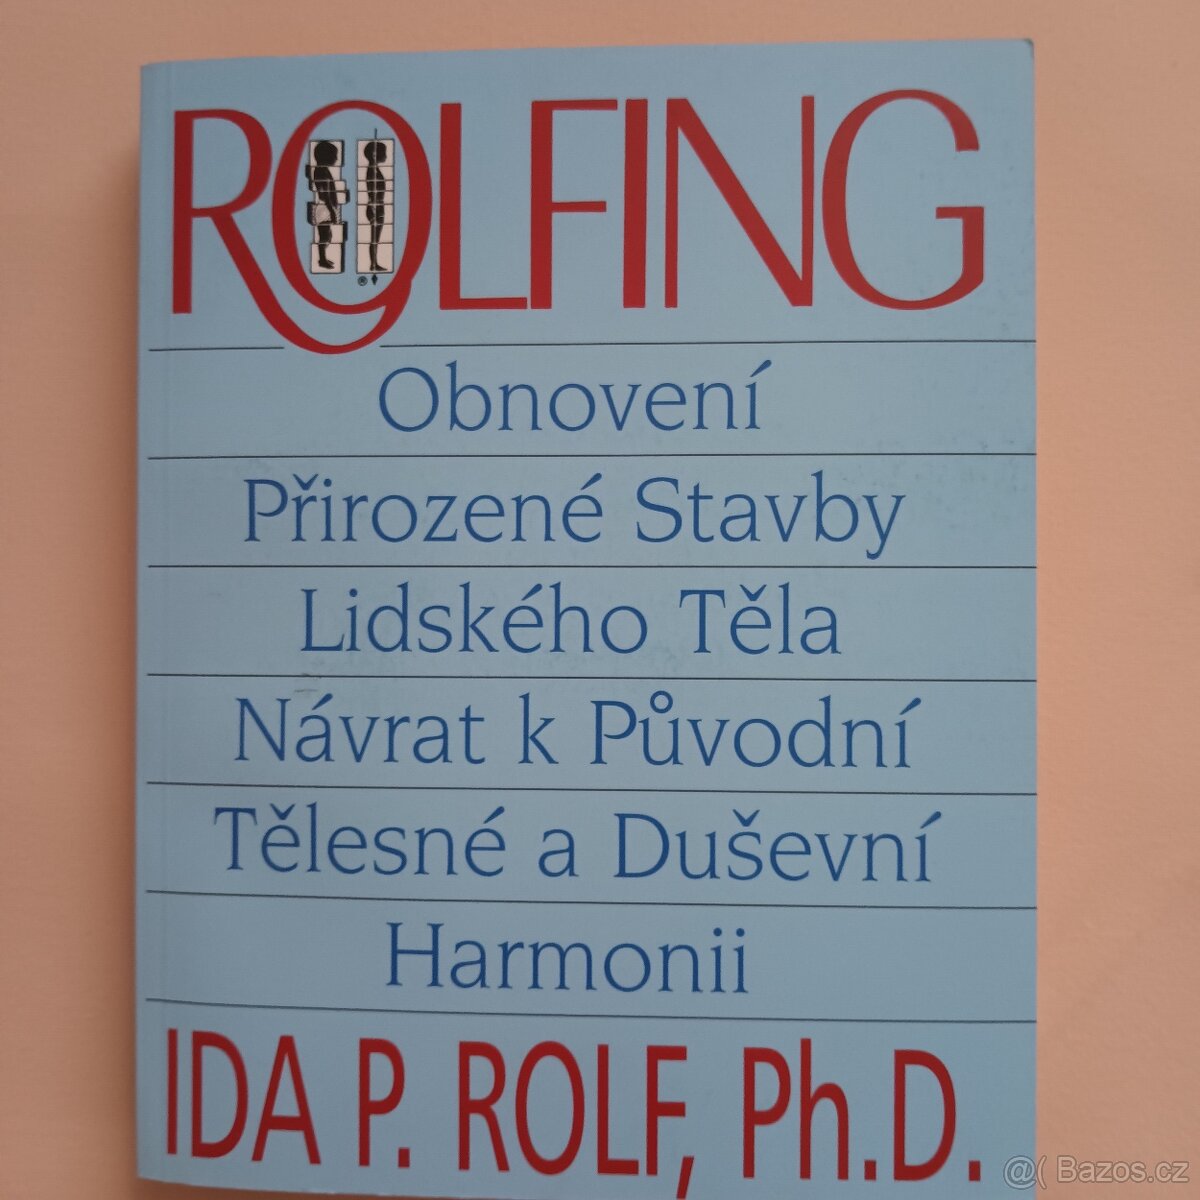 ROLFING
®
Obnovení
Přirozené Stavby
Lidského Těla
Návrat k Původní
Tělesné a Duševní
Harmonii
IDA P. ROLF, Ph.D.
@( Bazos.cz